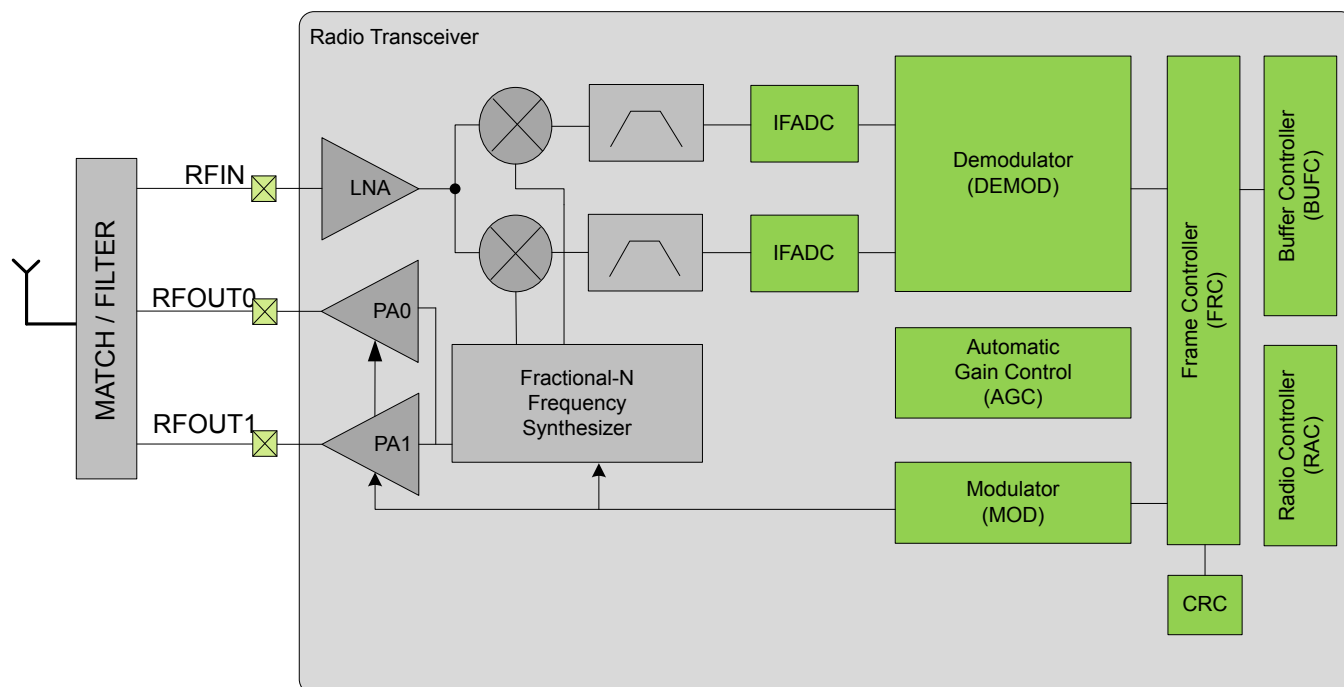 Radio Transceiver
RFIN
LNA
IFADC
Demodulator
(DEMOD)
Frame Controller
(FRC)
Buffer Controller
(BUFC)
MATCH / FILTER
IFADC
RFOUT0
PA0
Fractional-N
Frequency
Synthesizer
Automatic
Gain Control
(AGC)
Radio Controller
(RAC)
RFOUT1
PA1
Modulator
(MOD)
CRC